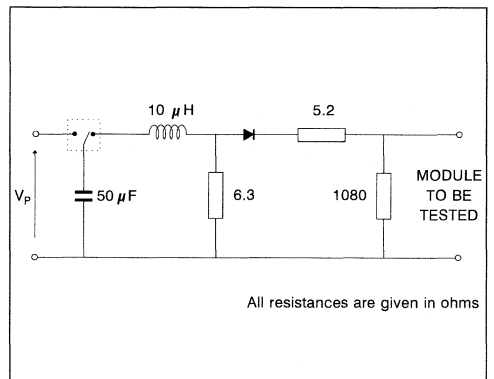 10 μH
5.2
V_P
50 μF
6.3
1080
MODULE
TO BE
TESTED
All resistances are given in ohms